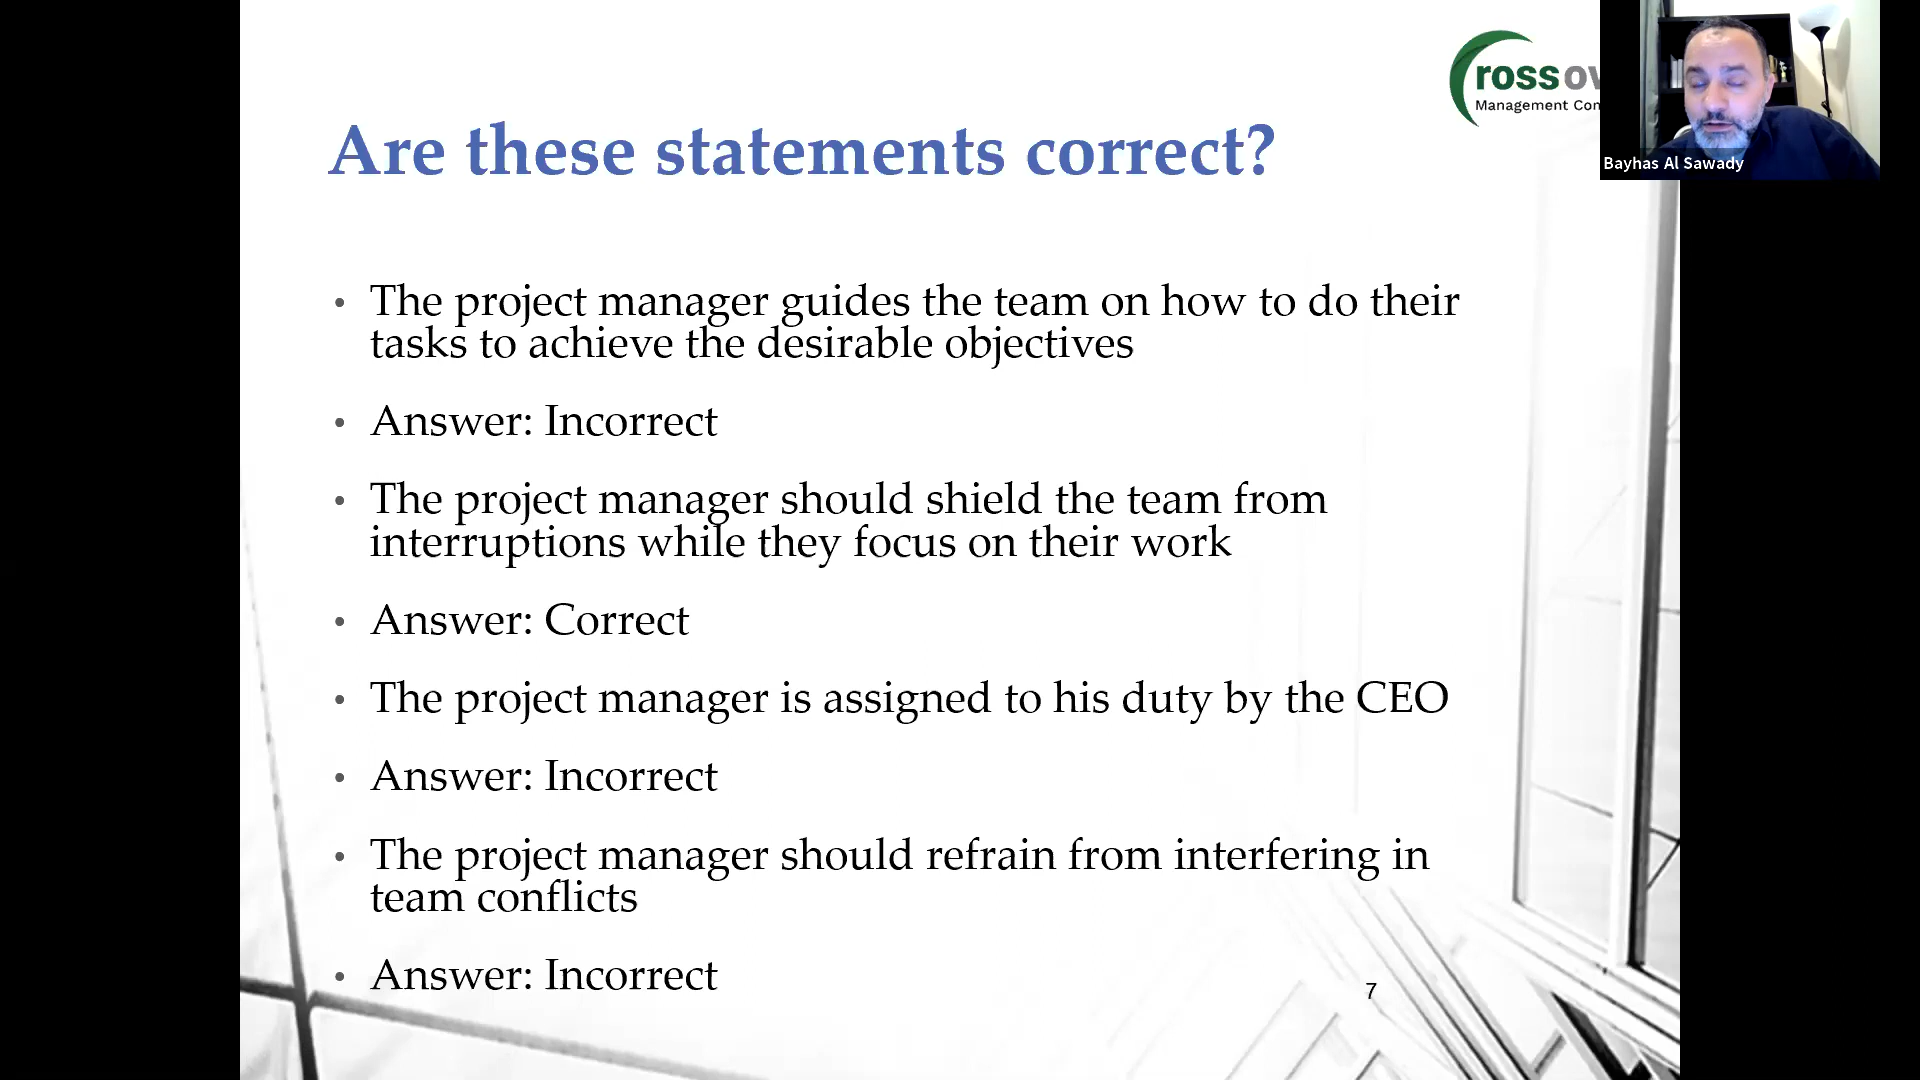 ross
Management
Bayhas Al Sawady
Are these statements correct?
• The project manager guides the team on how to do their
tasks to achieve the desirable objectives
• Answer: Incorrect
• The project manager should shield the team from
interruptions while they focus on their work
• Answer: Correct
• The project manager is assigned to his duty by the CEO
• Answer: Incorrect
• The project manager should refrain from interfering in
team conflicts
• Answer: Incorrect
7